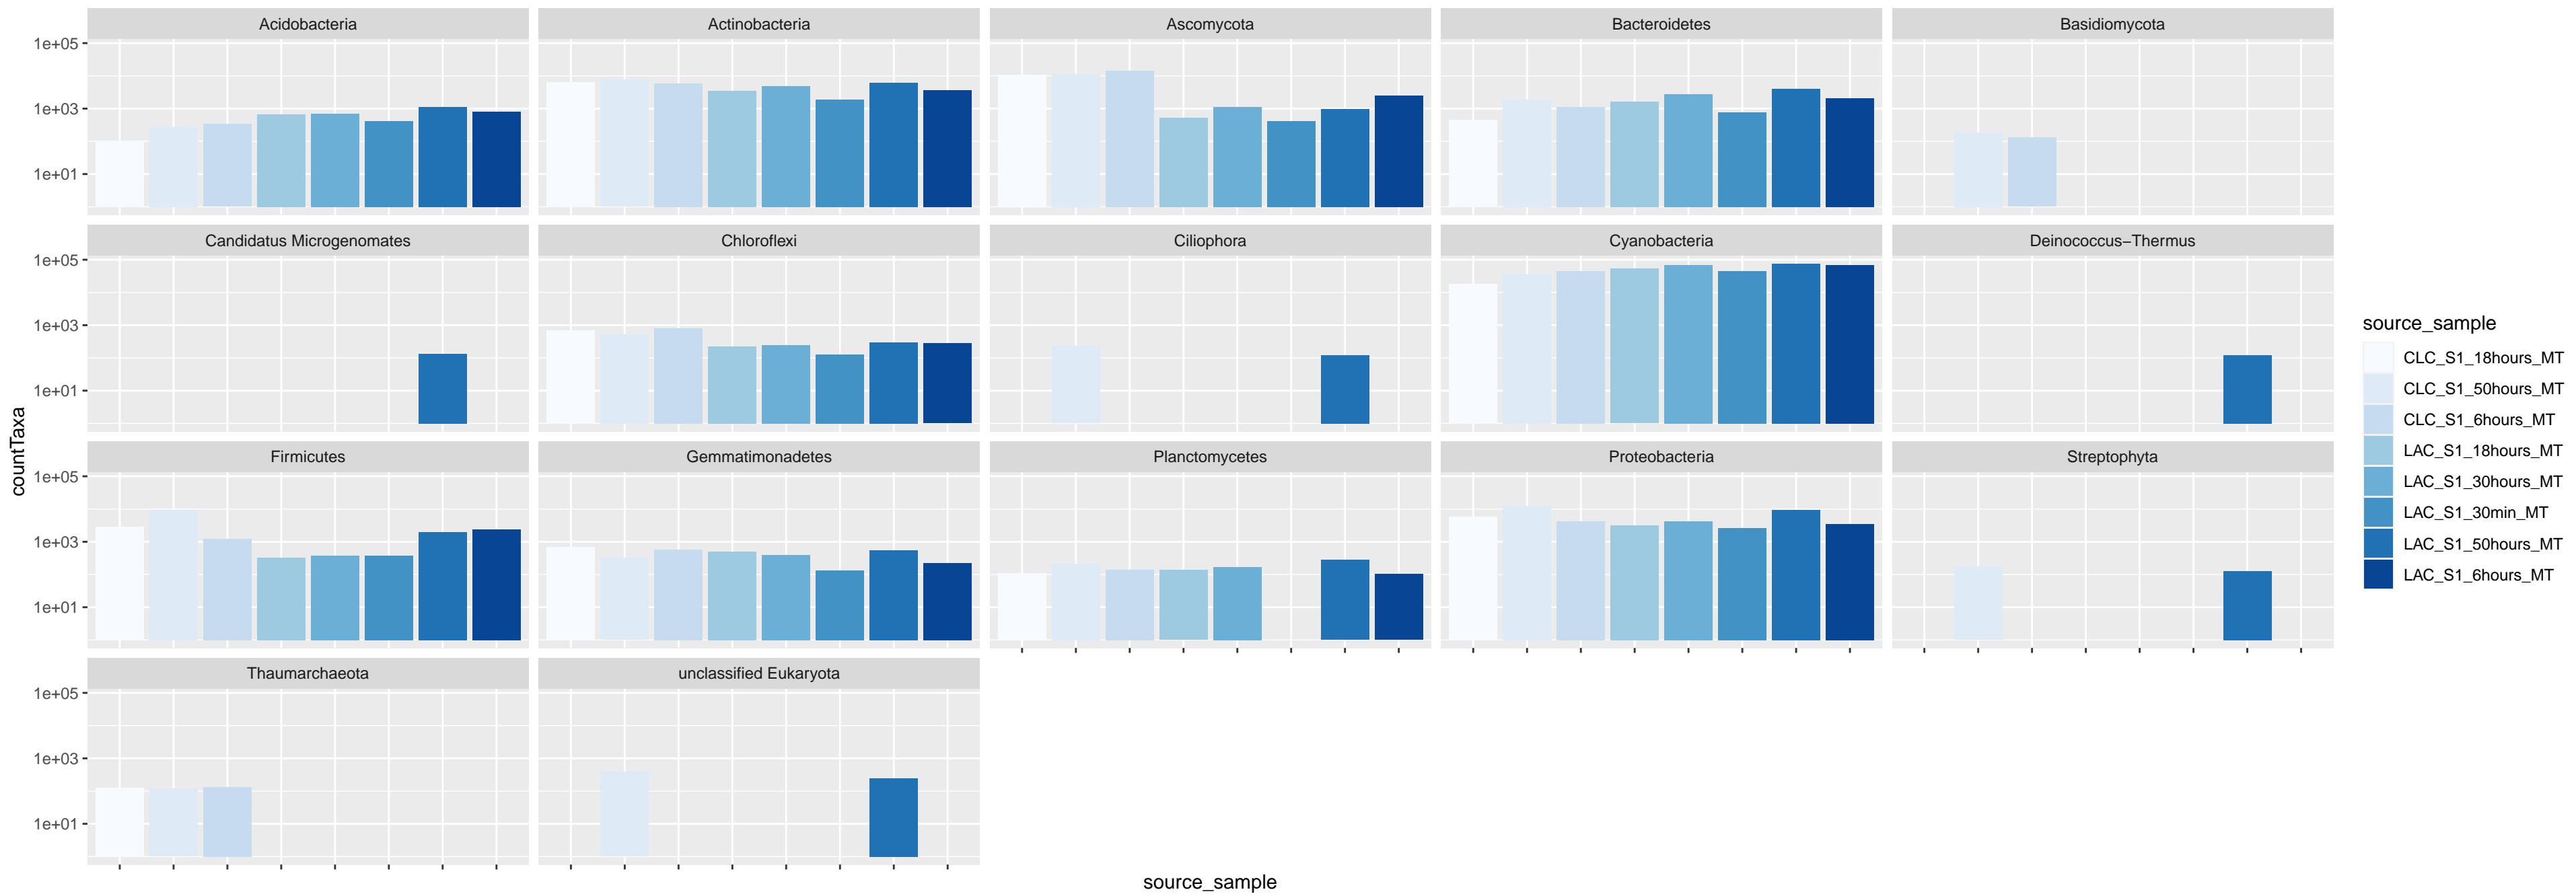 Acidobacteria
Actinobacteria
Ascomycota
Bacteroidetes
Basidiomycota
1e+05
1e+03
1e+01
Candidatus Microgenomates
Chloroflexi
Ciliophora
Cyanobacteria
Deinococcus−Thermus
1e+05
1e+03
1e+01
Firmicutes
Gemmatimonadetes
Planctomycetes
Proteobacteria
Streptophyta
1e+05
1e+03
1e+01
Thaumarchaeota
unclassified Eukaryota
1e+05
1e+03
1e+01
countTaxa
source_sample
source_sample
CLC_S1_18hours_MT
CLC_S1_50hours_MT
CLC_S1_6hours_MT
LAC_S1_18hours_MT
LAC_S1_30hours_MT
LAC_S1_30min_MT
LAC_S1_50hours_MT
LAC_S1_6hours_MT